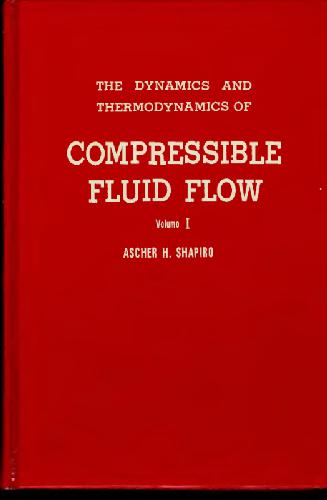 THE DYNAMICS AND
THERMODYNAMICS OF
COMPRESSIBLE
FLUID FLOW
Volume I
ASCHER H. SHAPIRO